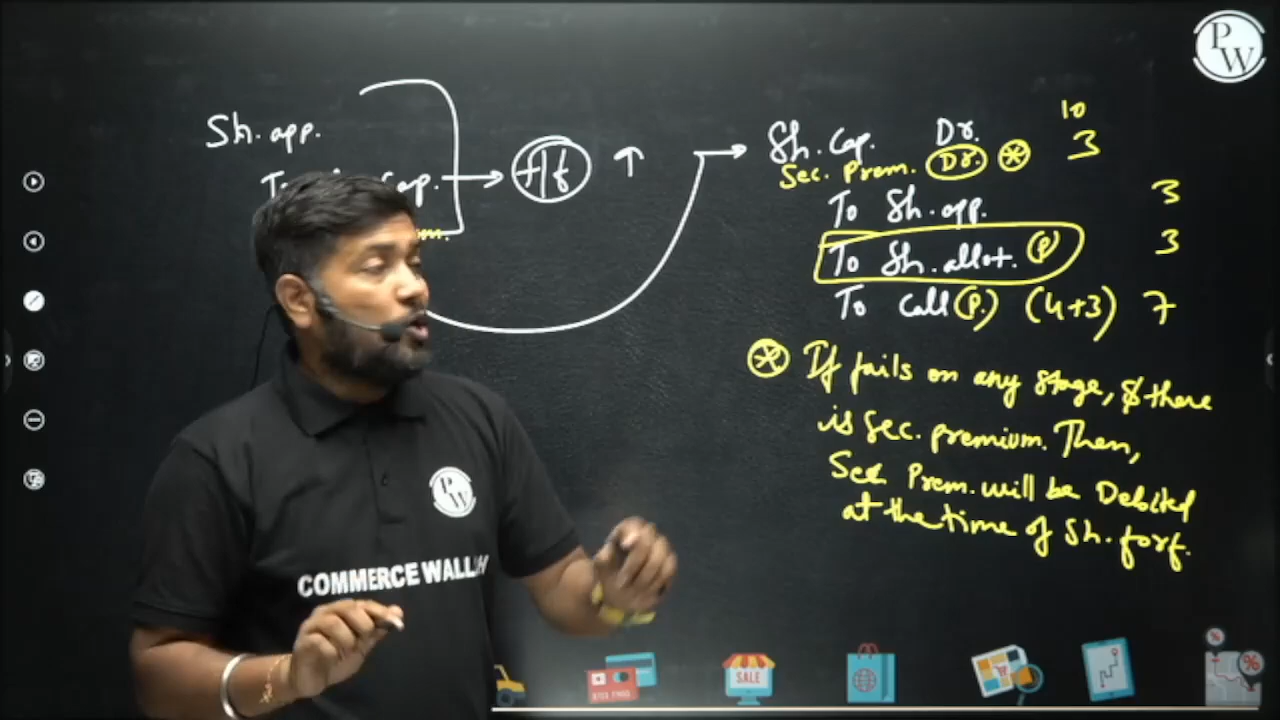 PW
Sh. app.
Cap.
f/f ↑
10
Sh. Cap. Dr. 3
Sec. Prem. Dr. *
To Sh. app. 3
To Sh. allot. (P) 3
To Call (P.) (4+3) 7
* If fails on any stage, & there
is Sec. premium. Then,
Sec Prem. will be Debited
at the time of Sh. forf.
PW
COMMERCE WALLAH
SALE
%
%